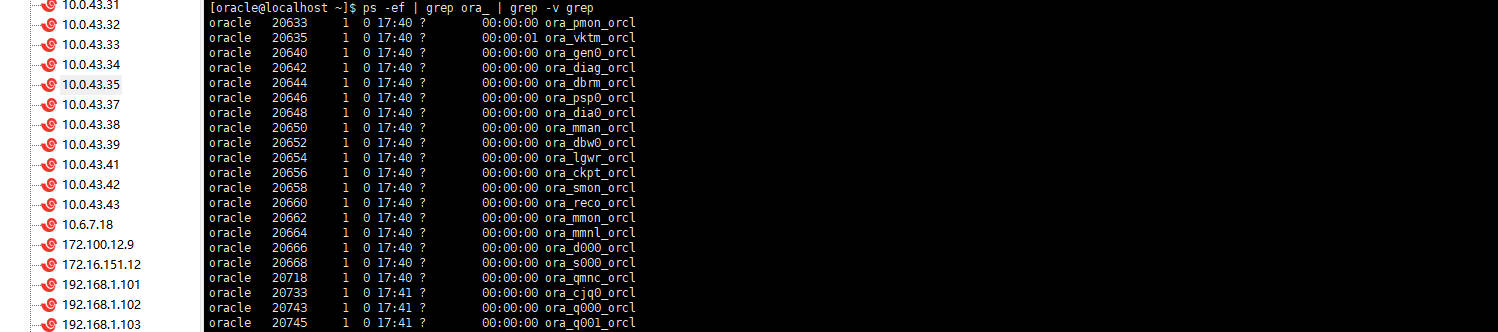 10.0.43.31
10.0.43.32
10.0.43.33
10.0.43.34
10.0.43.35
10.0.43.37
10.0.43.38
10.0.43.39
10.0.43.41
10.0.43.42
10.0.43.43
10.6.7.18
172.100.12.9
172.16.151.12
192.168.1.101
192.168.1.102
192.168.1.103
[oracle@localhost ~]$ ps -ef | grep ora_ | grep -v grep
oracle 20633 1 0 17:40 ? 00:00:00 ora_pmon_orcl
oracle 20635 1 0 17:40 ? 00:00:01 ora_vktm_orcl
oracle 20640 1 0 17:40 ? 00:00:00 ora_gen0_orcl
oracle 20642 1 0 17:40 ? 00:00:00 ora_diag_orcl
oracle 20644 1 0 17:40 ? 00:00:00 ora_dbrm_orcl
oracle 20646 1 0 17:40 ? 00:00:00 ora_psp0_orcl
oracle 20648 1 0 17:40 ? 00:00:00 ora_dia0_orcl
oracle 20650 1 0 17:40 ? 00:00:00 ora_mman_orcl
oracle 20652 1 0 17:40 ? 00:00:00 ora_dbw0_orcl
oracle 20654 1 0 17:40 ? 00:00:00 ora_lgwr_orcl
oracle 20656 1 0 17:40 ? 00:00:00 ora_ckpt_orcl
oracle 20658 1 0 17:40 ? 00:00:00 ora_smon_orcl
oracle 20660 1 0 17:40 ? 00:00:00 ora_reco_orcl
oracle 20662 1 0 17:40 ? 00:00:00 ora_mmon_orcl
oracle 20664 1 0 17:40 ? 00:00:00 ora_mmnl_orcl
oracle 20666 1 0 17:40 ? 00:00:00 ora_d000_orcl
oracle 20668 1 0 17:40 ? 00:00:00 ora_s000_orcl
oracle 20718 1 0 17:40 ? 00:00:00 ora_qmnc_orcl
oracle 20733 1 0 17:41 ? 00:00:00 ora_cjq0_orcl
oracle 20743 1 0 17:41 ? 00:00:00 ora_q000_orcl
oracle 20745 1 0 17:41 ? 00:00:00 ora_q001_orcl